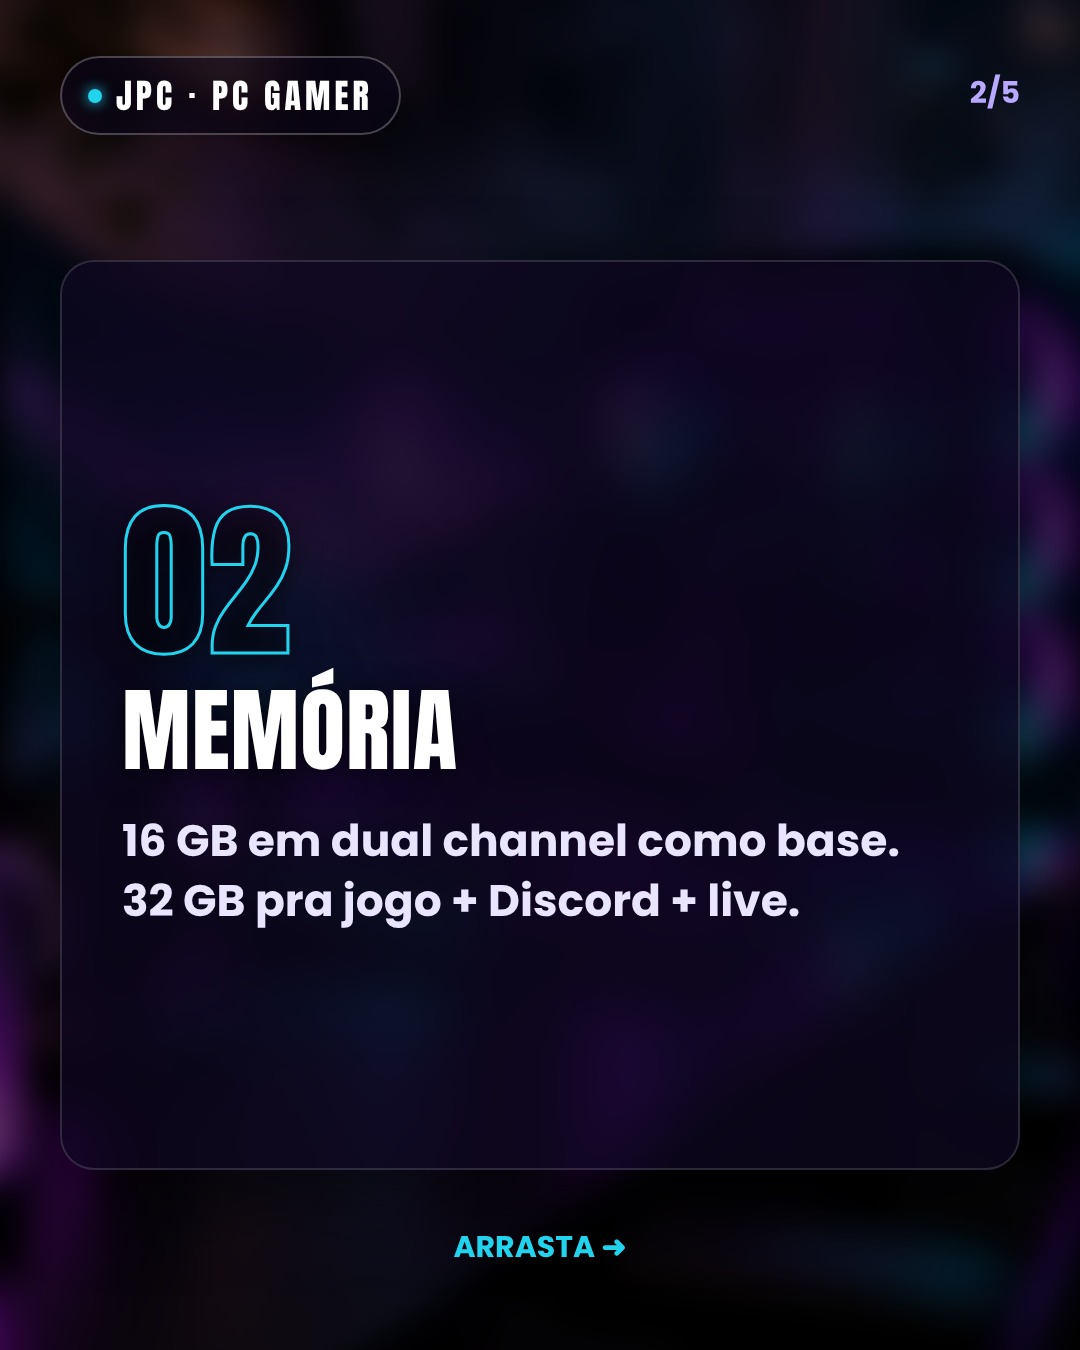 JPC · PC GAMER
2/5
02
MEMÓRIA
16 GB em dual channel como base.
32 GB pra jogo + Discord + live.
ARRASTA →